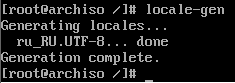 [root@archiso /]# locale-gen
Generating locales...
  ru_RU.UTF-8... done
Generation complete.
[root@archiso /]#